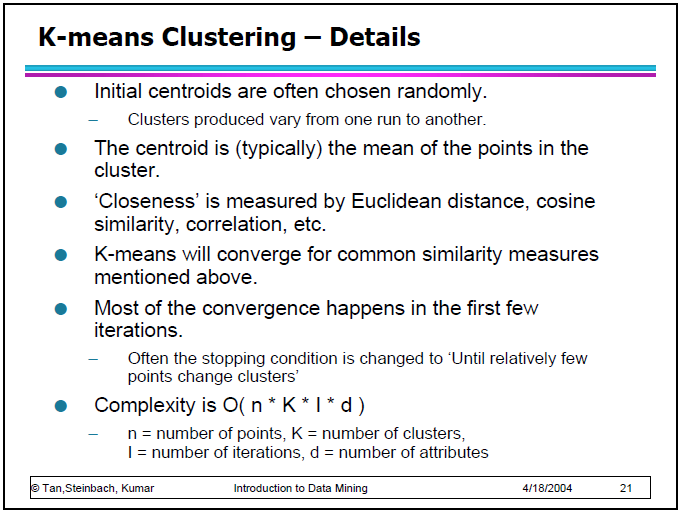 K-means Clustering – Details
● Initial centroids are often chosen randomly.
– Clusters produced vary from one run to another.
● The centroid is (typically) the mean of the points in the
cluster.
● ‘Closeness’ is measured by Euclidean distance, cosine
similarity, correlation, etc.
● K-means will converge for common similarity measures
mentioned above.
● Most of the convergence happens in the first few
iterations.
– Often the stopping condition is changed to ‘Until relatively few
points change clusters’
● Complexity is O( n * K * I * d )
– n = number of points, K = number of clusters,
I = number of iterations, d = number of attributes
© Tan,Steinbach, Kumar Introduction to Data Mining 4/18/2004 21